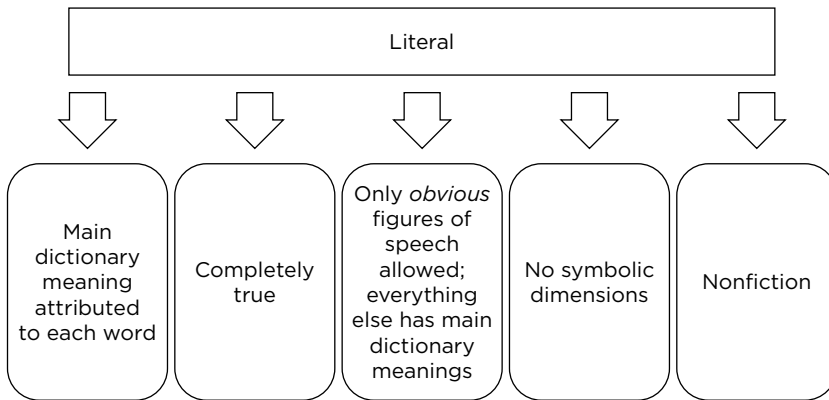 Literal
Main
dictionary
meaning
attributed
to each word
Completely
true
Only obvious
figures of
speech
allowed;
everything
else has main
dictionary
meanings
No symbolic
dimensions
Nonfiction